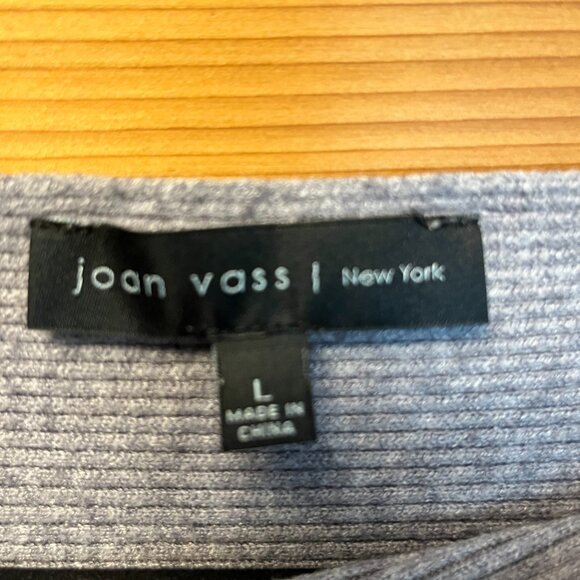 joan vass | New York
L
MADE IN
CHINA